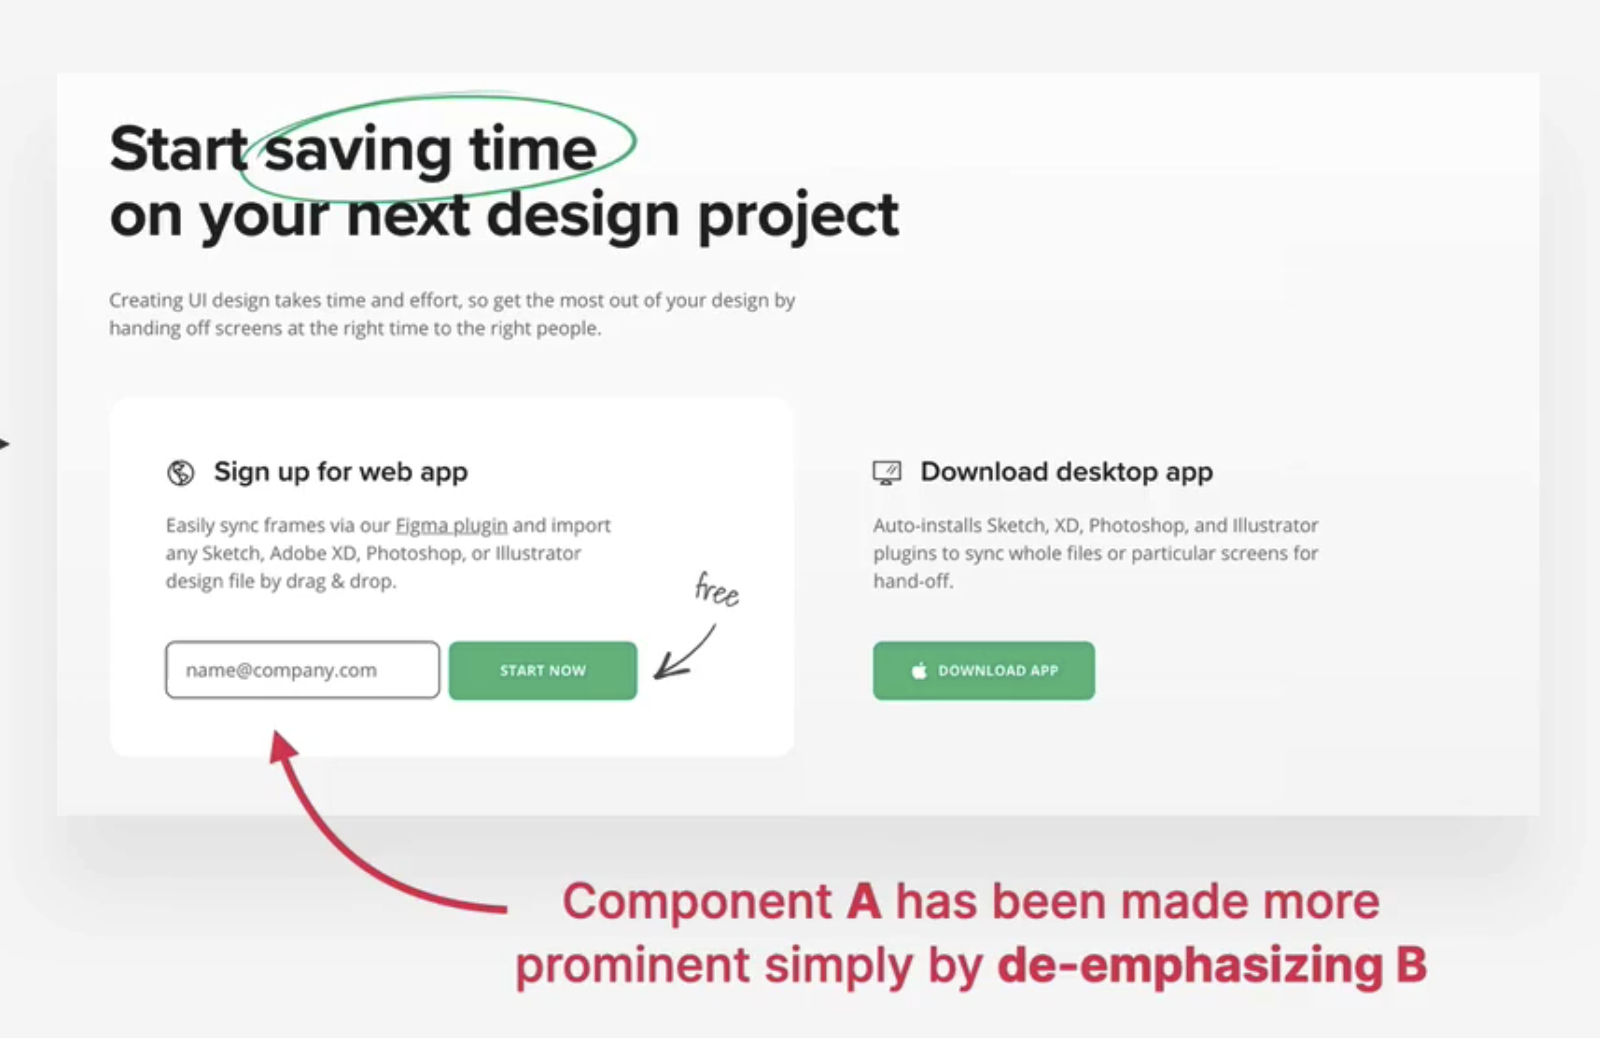 Start saving time
on your next design project
Creating UI design takes time and effort, so get the most out of your design by
handing off screens at the right time to the right people.
Sign up for web app
Easily sync frames via our Figma plugin and import
any Sketch, Adobe XD, Photoshop, or Illustrator
design file by drag & drop.
free
name@company.com
START NOW
Download desktop app
Auto-installs Sketch, XD, Photoshop, and Illustrator
plugins to sync whole files or particular screens for
hand-off.
DOWNLOAD APP
Component A has been made more
prominent simply by de-emphasizing B